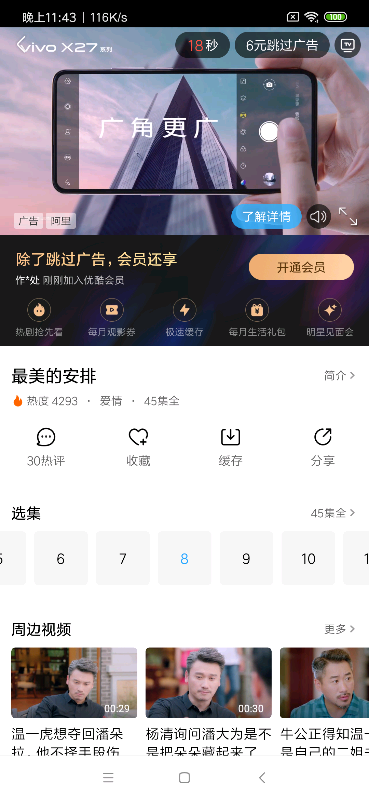 晚上11:43 | 116K/s
100
vivo X27系列
18秒
6元跳过广告
TV
广角更广
广告
阿里
了解详情
除了跳过广告，会员还享
作*处 刚刚加入优酷会员
开通会员
热剧抢先看
每月观影券
极速缓存
每月生活礼包
明星见面会
最美的安排
简介 >
热度 4293 · 爱情 · 45集全
30热评
收藏
缓存
分享
选集
45集全 >
6
7
8
9
10
周边视频
更多 >
00:29
00:30
温一虎想夺回潘朵
拉，他不择手段伤
杨清询问潘大为是不
是把朵朵藏起来了
牛公正得知温一
是自己的二姐夫